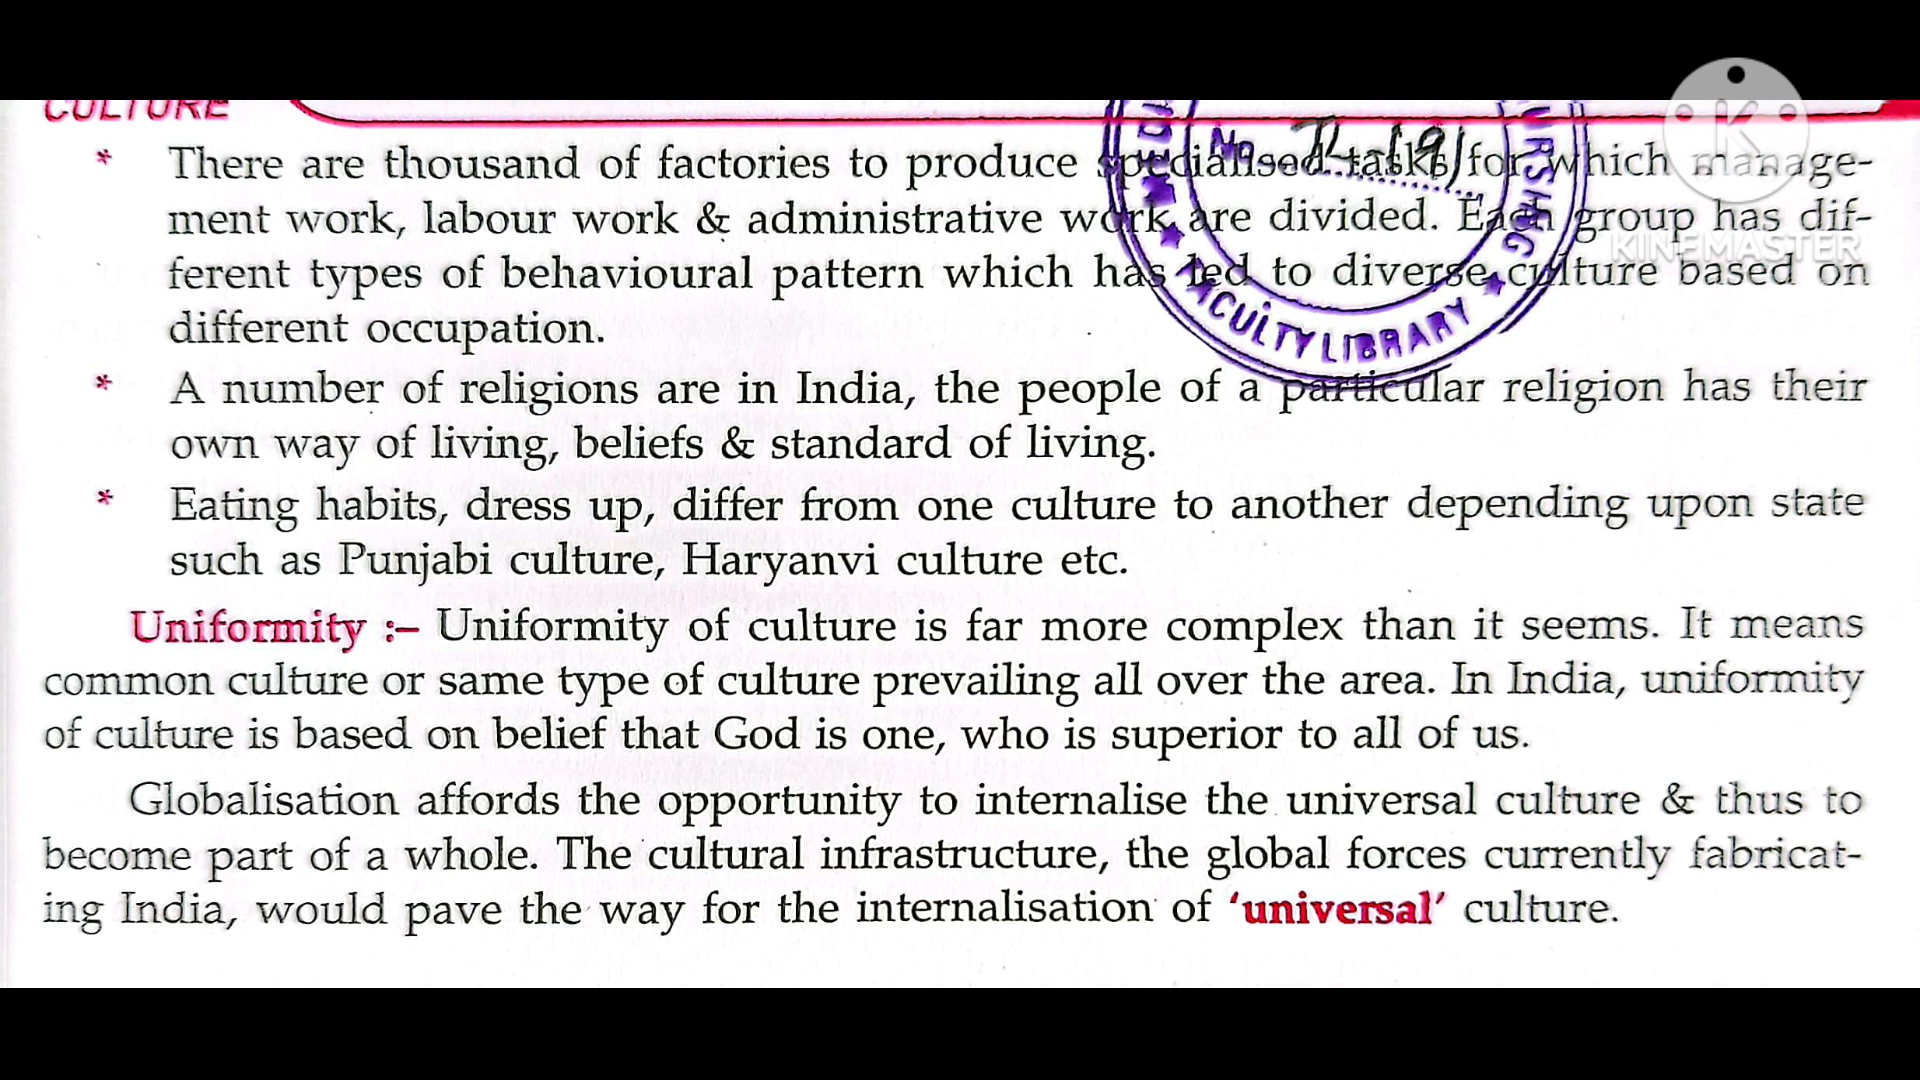 CULTURE
* There are thousand of factories to produce specialised tasks for which manage-
ment work, labour work & administrative work are divided. Each group has dif-
ferent types of behavioural pattern which has led to diverse culture based on
different occupation.
* A number of religions are in India, the people of a particular religion has their
own way of living, beliefs & standard of living.
* Eating habits, dress up, differ from one culture to another depending upon state
such as Punjabi culture, Haryanvi culture etc.
Uniformity :– Uniformity of culture is far more complex than it seems. It means
common culture or same type of culture prevailing all over the area. In India, uniformity
of culture is based on belief that God is one, who is superior to all of us.
Globalisation affords the opportunity to internalise the universal culture & thus to
become part of a whole. The cultural infrastructure, the global forces currently fabricat-
ing India, would pave the way for the internalisation of ‘universal’ culture.
No
FACULTY LIBRARY
K
KINEMASTER